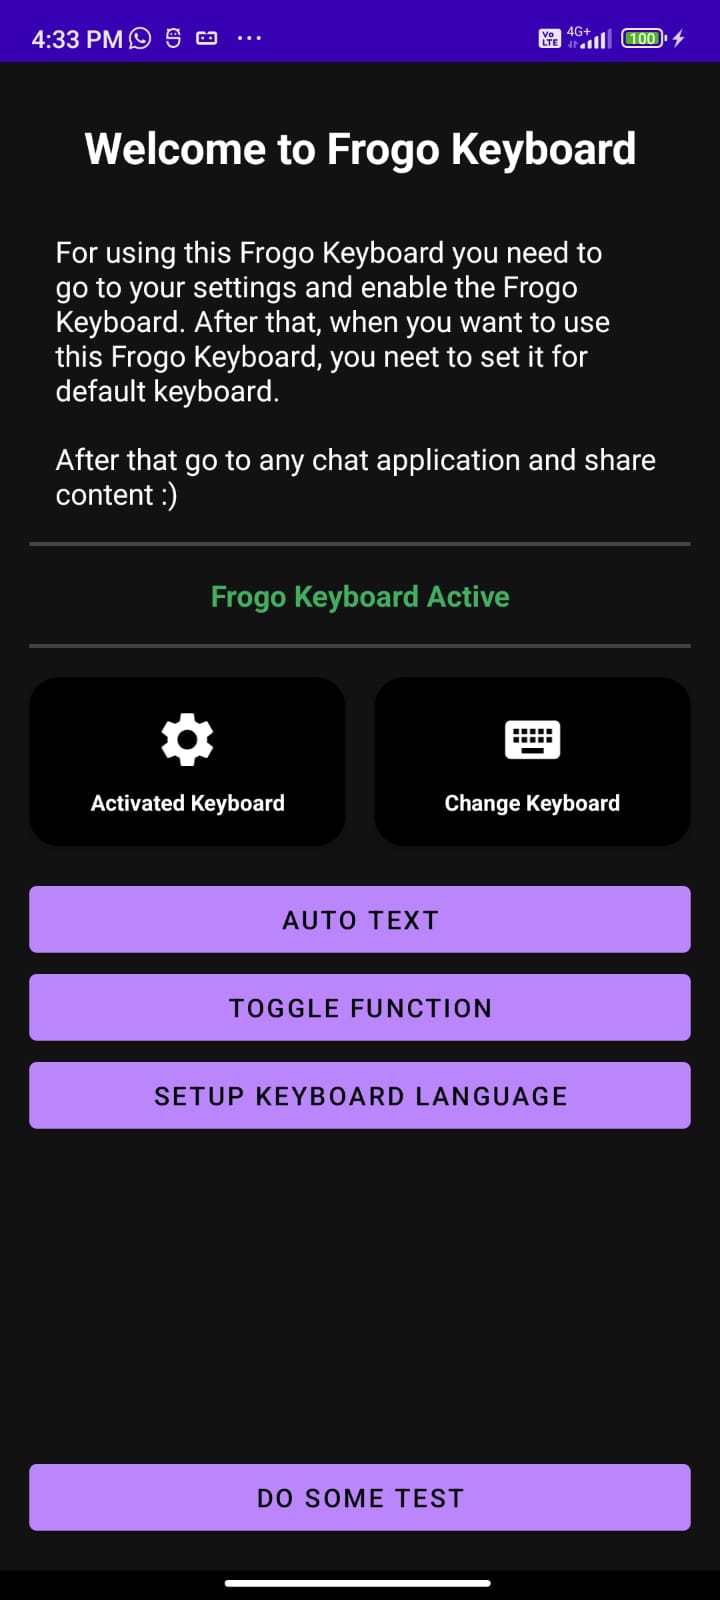 4:33 PM
Vo LTE 4G+ 100
Welcome to Frogo Keyboard
For using this Frogo Keyboard you need to
go to your settings and enable the Frogo
Keyboard. After that, when you want to use
this Frogo Keyboard, you neet to set it for
default keyboard.
After that go to any chat application and share
content :)
Frogo Keyboard Active
Activated Keyboard
Change Keyboard
AUTO TEXT
TOGGLE FUNCTION
SETUP KEYBOARD LANGUAGE
DO SOME TEST